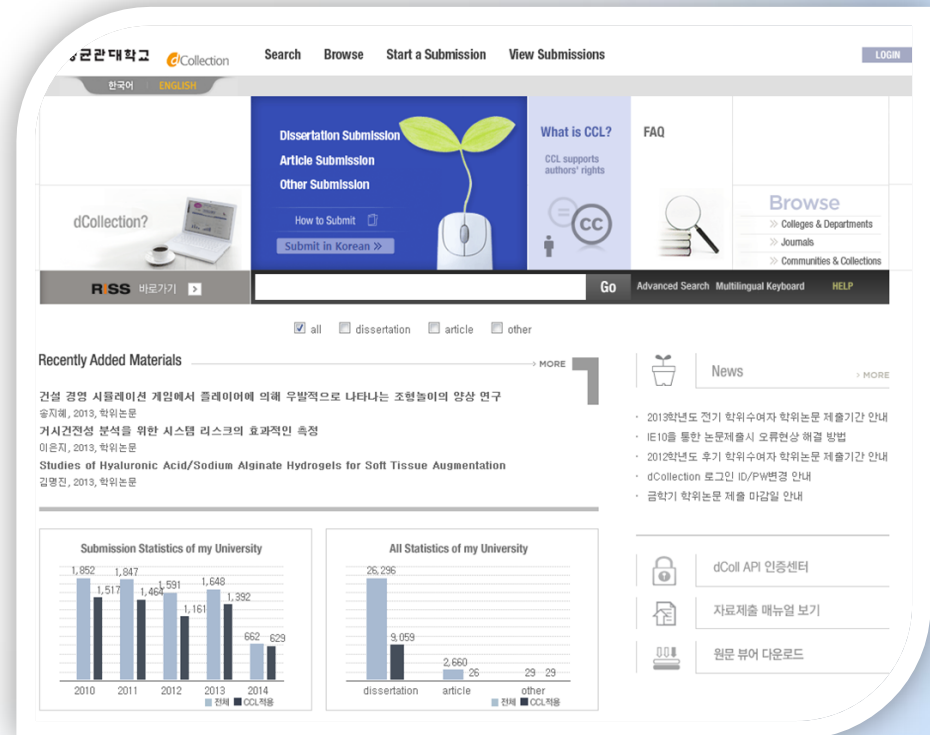 균관대학교 dCollection Search Browse Start a Submission View Submissions LOGIN
한국어 ENGLISH
Dissertation Submission
Article Submission
Other Submission
How to Submit
Submit in Korean »
What is CCL?
CCL supports
authors' rights
cc
FAQ
dCollection?
Browse
» Colleges & Departments
» Journals
» Communities & Collections
RISS 바로가기 >
Go Advanced Search Multilingual Keyboard HELP
all dissertation article other
Recently Added Materials > MORE
건설 경영 시뮬레이션 게임에서 플레이어에 의해 우발적으로 나타나는 조형놀이의 양상 연구
송지혜, 2013, 학위논문
거시건전성 분석을 위한 시스템 리스크의 효과적인 측정
이은지, 2013, 학위논문
Studies of Hyaluronic Acid/Sodium Alginate Hydrogels for Soft Tissue Augmentation
김명진, 2013, 학위논문
News > MORE
· 2013학년도 전기 학위수여자 학위논문 제출기간 안내
· IE10을 통한 논문제출시 오류현상 해결 방법
· 2012학년도 후기 학위수여자 학위논문 제출기간 안내
· dCollection 로그인 ID/PW변경 안내
· 금학기 학위논문 제출 마감일 안내
Submission Statistics of my University
1,852 1,847 1,591 1,648
1,517 1,464 1,161 1,392
662 629
2010 2011 2012 2013 2014
전체 CCL적용
All Statistics of my University
26,296
9,059
2,660 26 29 29
dissertation article other
전체 CCL적용
dColl API 인증센터
자료제출 매뉴얼 보기
원문 뷰어 다운로드